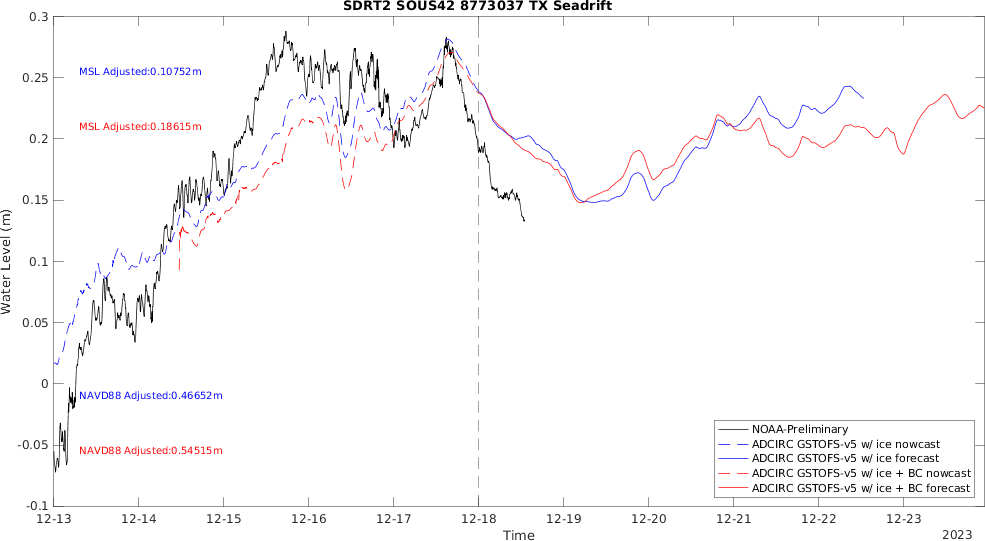 SDRT2 SOUS42 8773037 TX Seadrift
0.3
0.25
0.2
0.15
0.1
0.05
0
-0.05
-0.1
Water Level (m)
MSL Adjusted:0.10752m
MSL Adjusted:0.18615m
NAVD88 Adjusted:0.46652m
NAVD88 Adjusted:0.54515m
NOAA-Preliminary
ADCIRC GSTOFS-v5 w/ ice nowcast
ADCIRC GSTOFS-v5 w/ ice forecast
ADCIRC GSTOFS-v5 w/ ice + BC nowcast
ADCIRC GSTOFS-v5 w/ ice + BC forecast
12-13 12-14 12-15 12-16 12-17 12-18 12-19 12-20 12-21 12-22 12-23
Time
2023